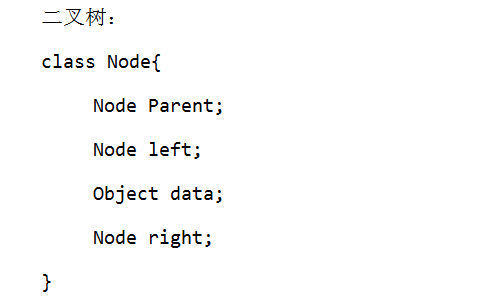 二叉树：
class Node{
Node Parent;
Node left;
Object data;
Node right;
}